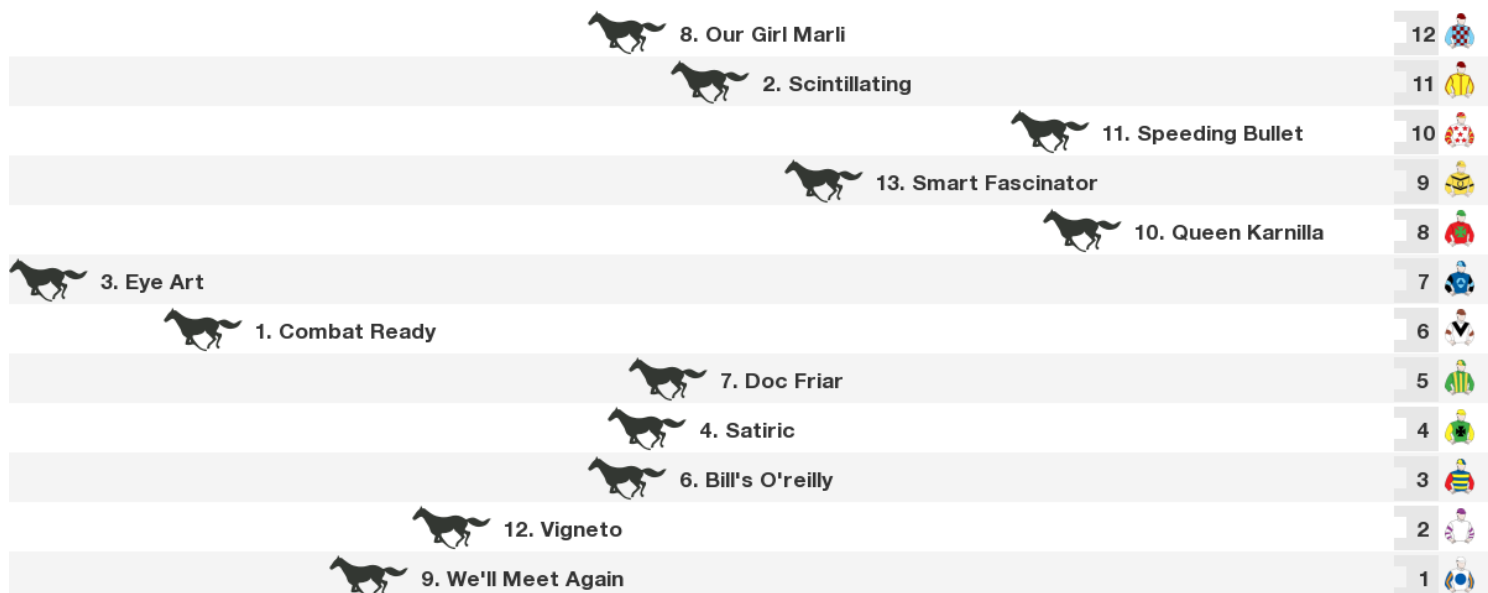 8. Our Girl Marli 12
2. Scintillating 11
11. Speeding Bullet 10
13. Smart Fascinator 9
10. Queen Karnilla 8
3. Eye Art 7
1. Combat Ready 6
7. Doc Friar 5
4. Satiric 4
6. Bill's O'reilly 3
12. Vigneto 2
9. We'll Meet Again 1